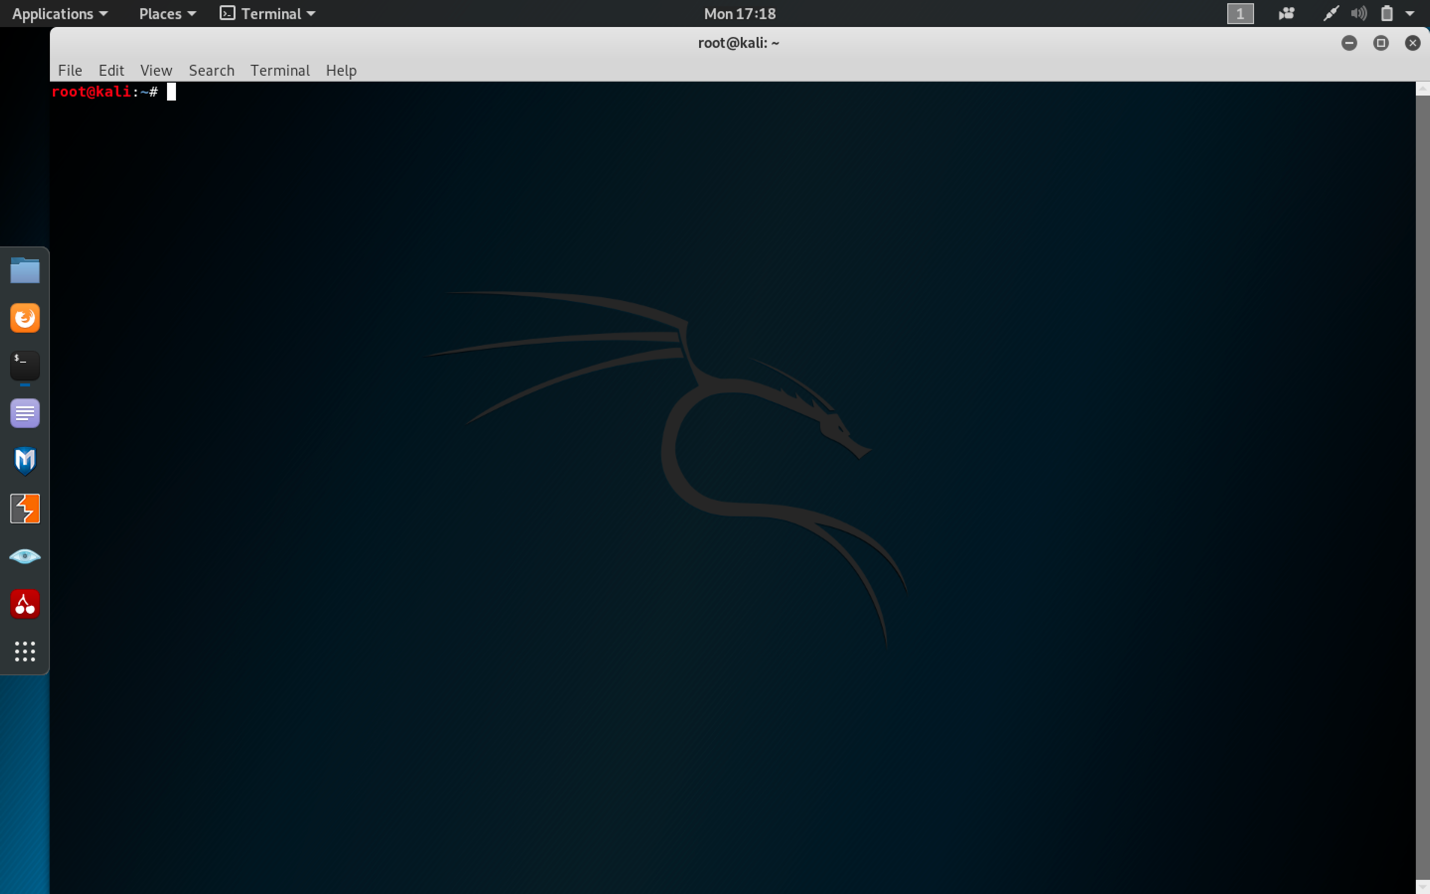 Applications Places Terminal Mon 17:18 1
root@kali: ~
File Edit View Search Terminal Help
root@kali:~#
$_